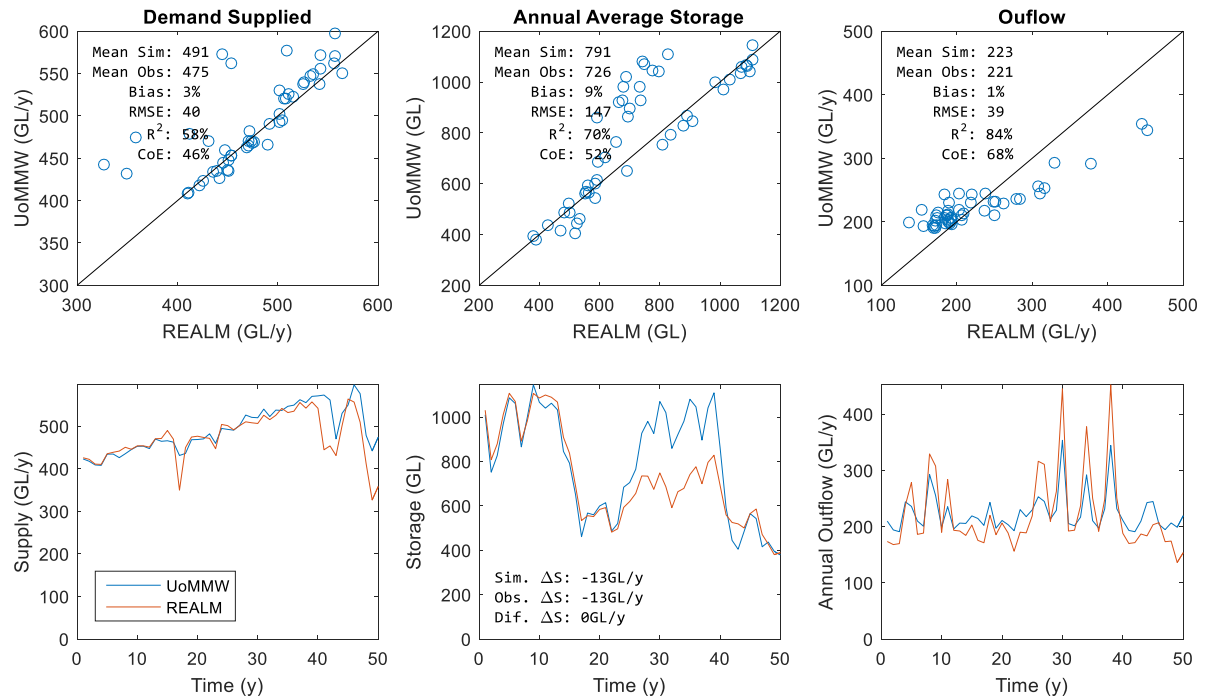 Demand Supplied
Mean Sim: 491
Mean Obs: 475
Bias: 3%
RMSE: 40
R²: 58%
CoE: 46%
600
550
500
450
400
350
300
UoMMW (GL/y)
300 400 500 600
REALM (GL/y)
Annual Average Storage
Mean Sim: 791
Mean Obs: 726
Bias: 9%
RMSE: 147
R²: 70%
CoE: 52%
1200
1000
800
600
400
200
UoMMW (GL)
200 400 600 800 1000 1200
REALM (GL)
Ouflow
Mean Sim: 223
Mean Obs: 221
Bias: 1%
RMSE: 39
R²: 84%
CoE: 68%
500
400
300
200
100
UoMMW (GL/y)
100 200 300 400 500
REALM (GL/y)
500
400
300
200
100
0
Supply (GL/y)
UoMMW
REALM
0 10 20 30 40 50
Time (y)
1000
800
600
400
200
0
Storage (GL)
Sim. ΔS: -13GL/y
Obs. ΔS: -13GL/y
Dif. ΔS: 0GL/y
0 10 20 30 40 50
Time (y)
400
300
200
100
0
Annual Outflow (GL/y)
0 10 20 30 40 50
Time (y)